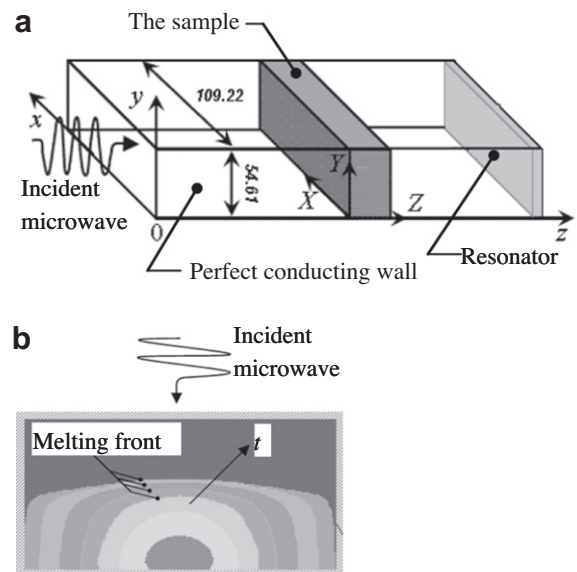 a
The sample
109.22
y
x
54.61
Y
X
Z
Incident
microwave
0
z
Resonator
Perfect conducting wall
b
Incident
microwave
Melting front
t